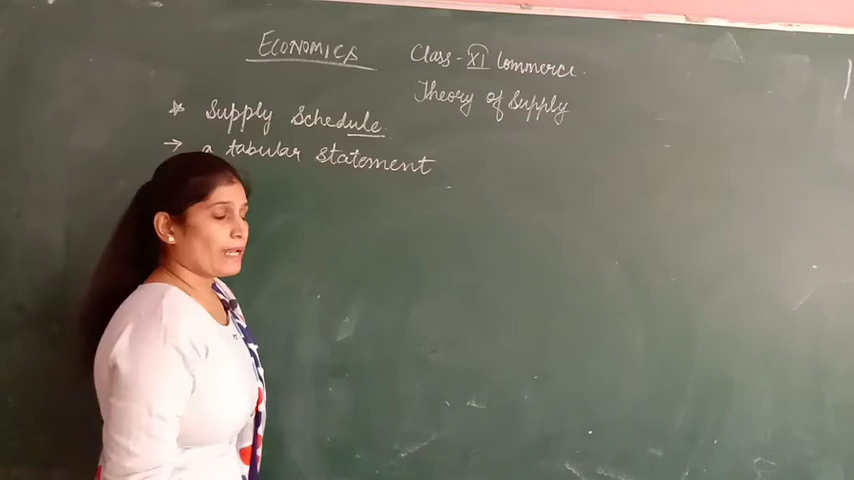 Economics Class - XI Commerce.
Theory of Supply
* Supply Schedule.
→ a tabular statement